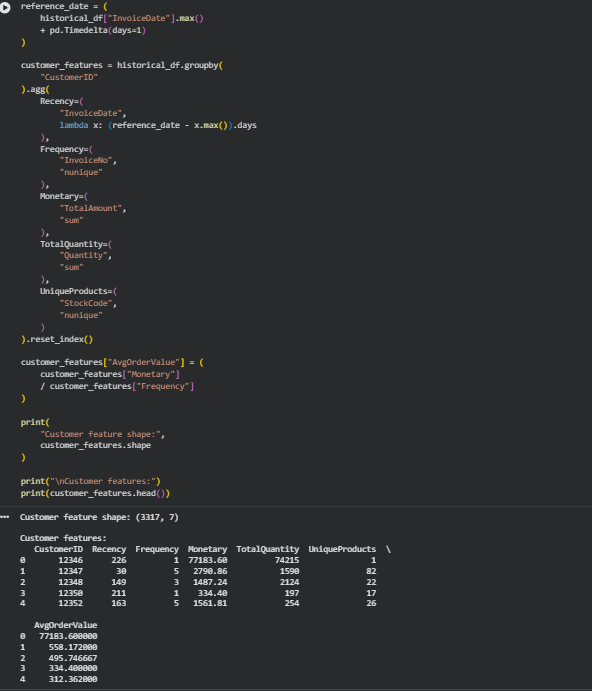 reference_date = (
    historical_df["InvoiceDate"].max()
    + pd.Timedelta(days=1)
)

customer_features = historical_df.groupby(
    "CustomerID"
).agg(
    Recency=(
        "InvoiceDate",
        lambda x: (reference_date - x.max()).days
    ),
    Frequency=(
        "InvoiceNo",
        "nunique"
    ),
    Monetary=(
        "TotalAmount",
        "sum"
    ),
    TotalQuantity=(
        "Quantity",
        "sum"
    ),
    UniqueProducts=(
        "StockCode",
        "nunique"
    )
).reset_index()

customer_features["AvgOrderValue"] = (
    customer_features["Monetary"]
    / customer_features["Frequency"]
)

print(
    "Customer feature shape:",
    customer_features.shape
)

print("\nCustomer features:")
print(customer_features.head())

Customer feature shape: (3317, 7)

Customer features:
   CustomerID  Recency  Frequency  Monetary  TotalQuantity  UniqueProducts  \
0       12346      226          1  77183.60          74215               1
1       12347       30          5   2790.86           1590              82
2       12348      149          3   1487.24           2124              22
3       12350      211          1    334.40            197              17
4       12352      163          5   1561.81            254              26

   AvgOrderValue
0   77183.600000
1     558.172000
2     495.746667
3     334.400000
4     312.362000